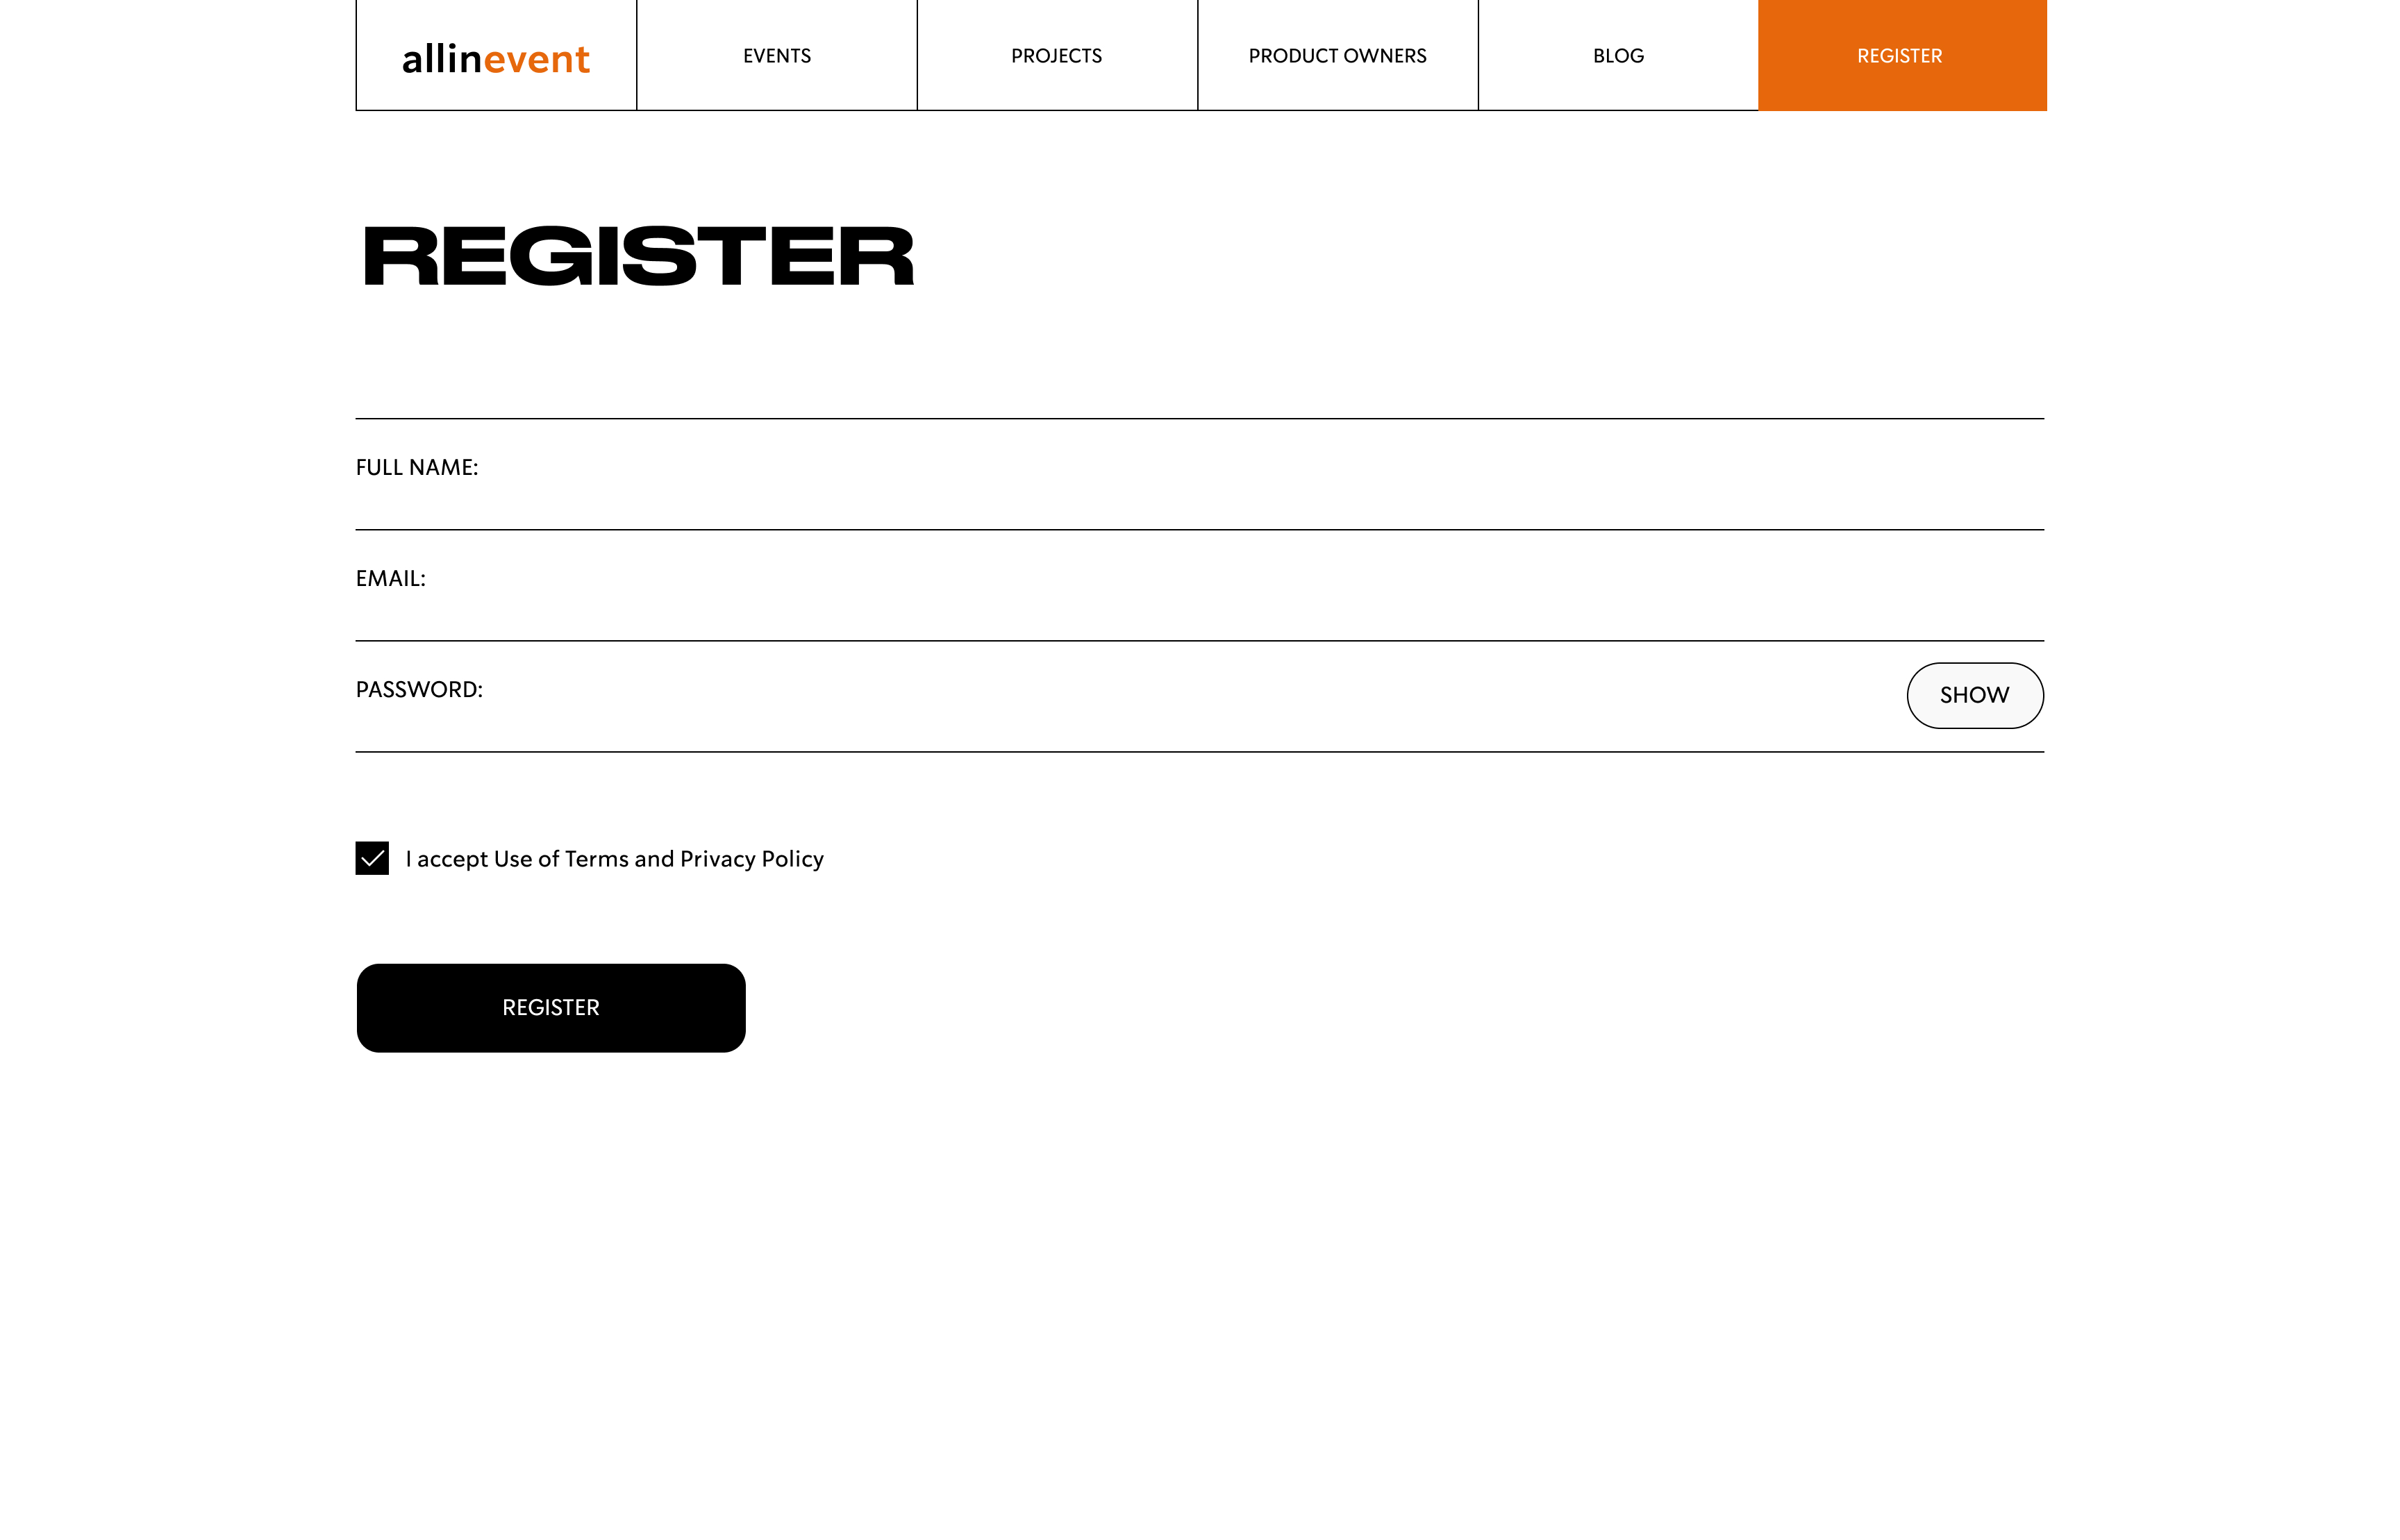 allinevent
EVENTS
PROJECTS
PRODUCT OWNERS
BLOG
REGISTER
REGISTER
FULL NAME:
EMAIL:
PASSWORD:
SHOW
I accept Use of Terms and Privacy Policy
REGISTER